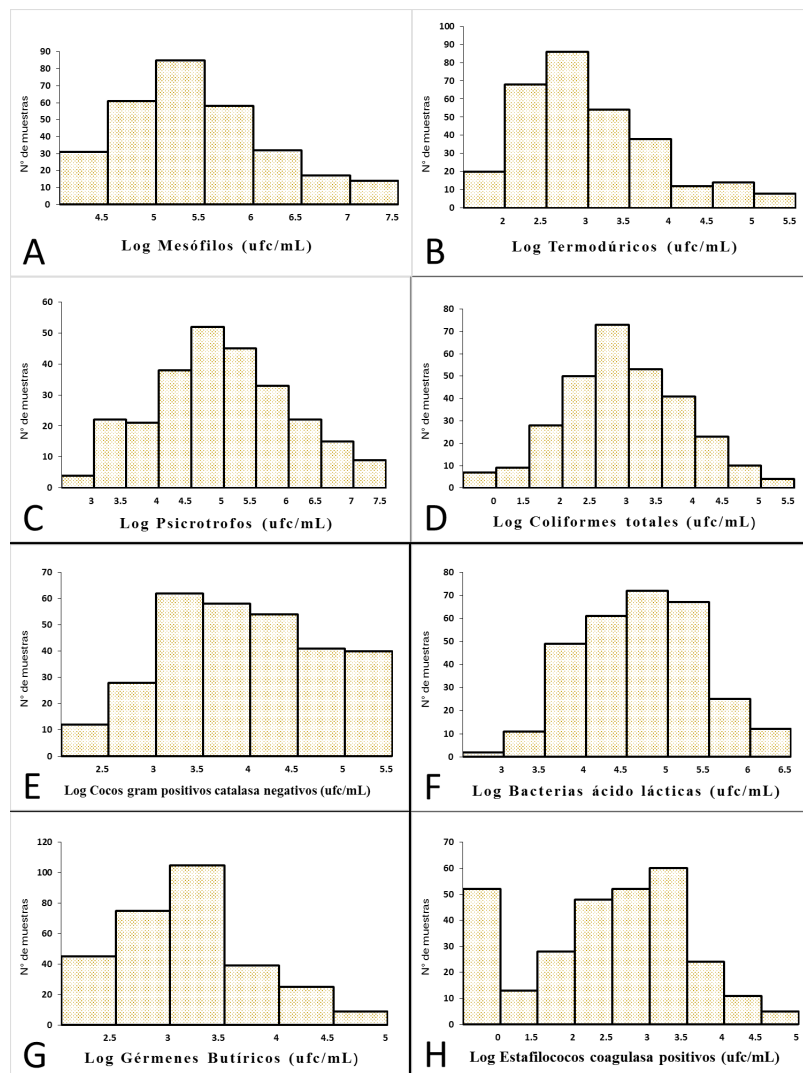 N° de muestras
90
80
70
60
50
40
30
20
10
0
4.5 5 5.5 6 6.5 7 7.5
A Log Mesófilos (ufc/mL)
N° de muestras
100
90
80
70
60
50
40
30
20
10
0
2 2.5 3 3.5 4 4.5 5 5.5
B Log Termodúricos (ufc/mL)
N° de muestras
60
50
40
30
20
10
0
3 3.5 4 4.5 5 5.5 6 6.5 7 7.5
C Log Psicrotrofos (ufc/mL)
N° de muestras
80
70
60
50
40
30
20
10
0
0 1.5 2 2.5 3 3.5 4 4.5 5 5.5
D Log Coliformes totales (ufc/mL)
N° de muestras
70
60
50
40
30
20
10
0
2.5 3 3.5 4 4.5 5 5.5
E Log Cocos gram positivos catalasa negativos (ufc/mL)
N° de muestras
80
70
60
50
40
30
20
10
0
3 3.5 4 4.5 5 5.5 6 6.5
F Log Bacterias ácido lácticas (ufc/mL)
N° de muestras
120
100
80
60
40
20
0
2.5 3 3.5 4 4.5 5
G Log Gérmenes Butíricos (ufc/mL)
N° de muestras
70
60
50
40
30
20
10
0
0 1.5 2 2.5 3 3.5 4 4.5 5
H Log Estafilococos coagulasa positivos (ufc/mL)